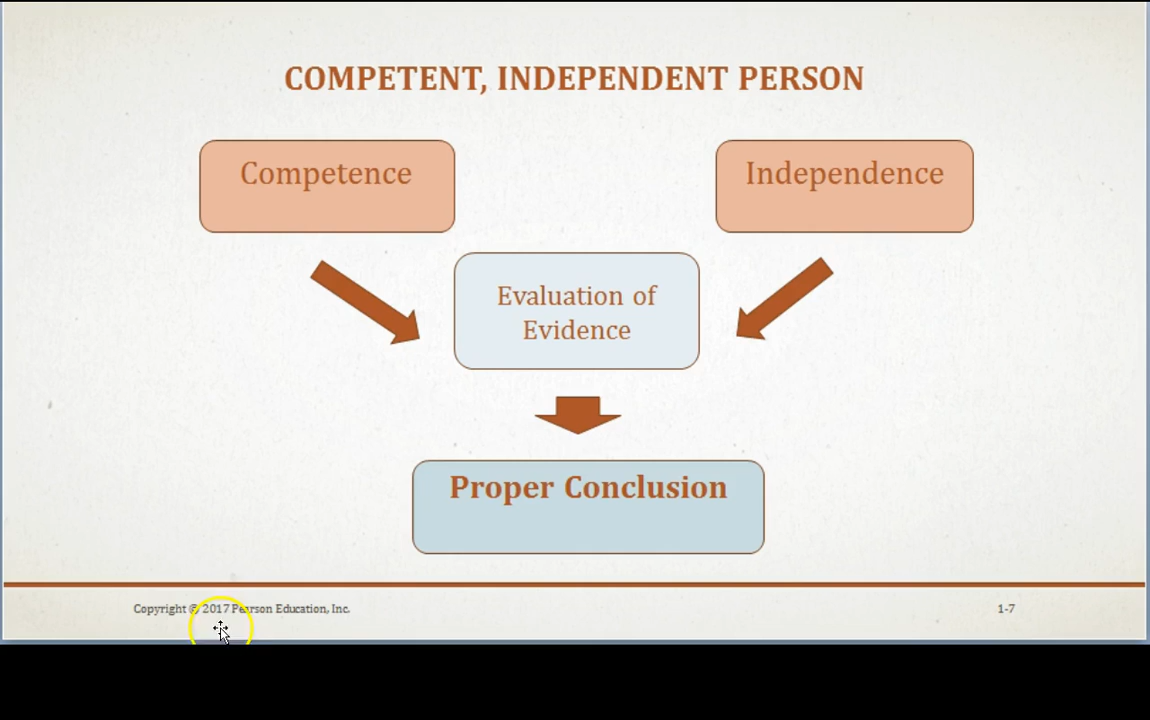 COMPETENT, INDEPENDENT PERSON
Competence
Independence
Evaluation of
Evidence
Proper Conclusion
Copyright © 2017 Pearson Education, Inc.
1-7